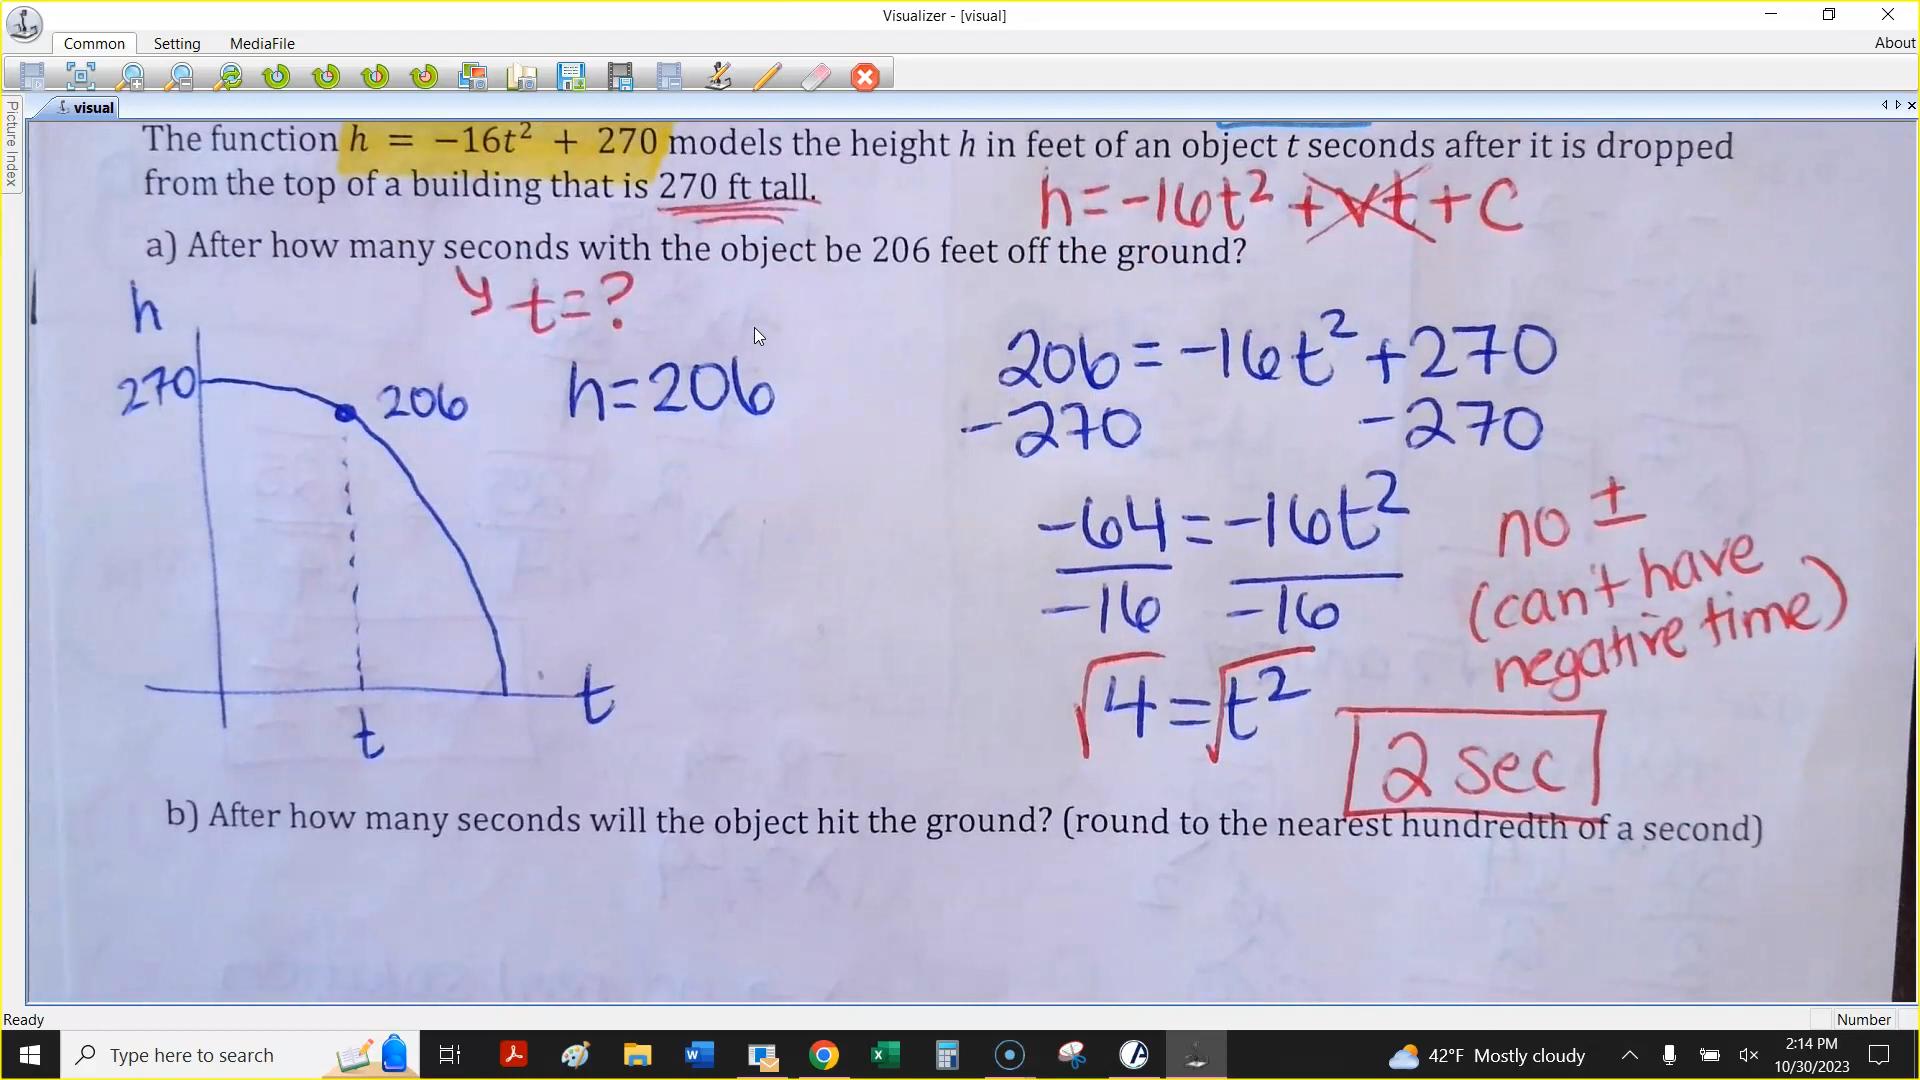 Visualizer - [visual]
Common Setting MediaFile
About
visual
Picture Index
The function h = −16t² + 270 models the height h in feet of an object t seconds after it is dropped
from the top of a building that is 270 ft tall.
h=-16t² +vt +C
a) After how many seconds with the object be 206 feet off the ground?
y t=?
h
270
206
h=206
t
t
206=-16t²+270
-270 -270
-64=-16t²
-16 -16
√4=√t²
no ±
(can't have
negative time)
2 sec
b) After how many seconds will the object hit the ground? (round to the nearest hundredth of a second)
Ready
Number
Type here to search
42°F Mostly cloudy
2:14 PM
10/30/2023